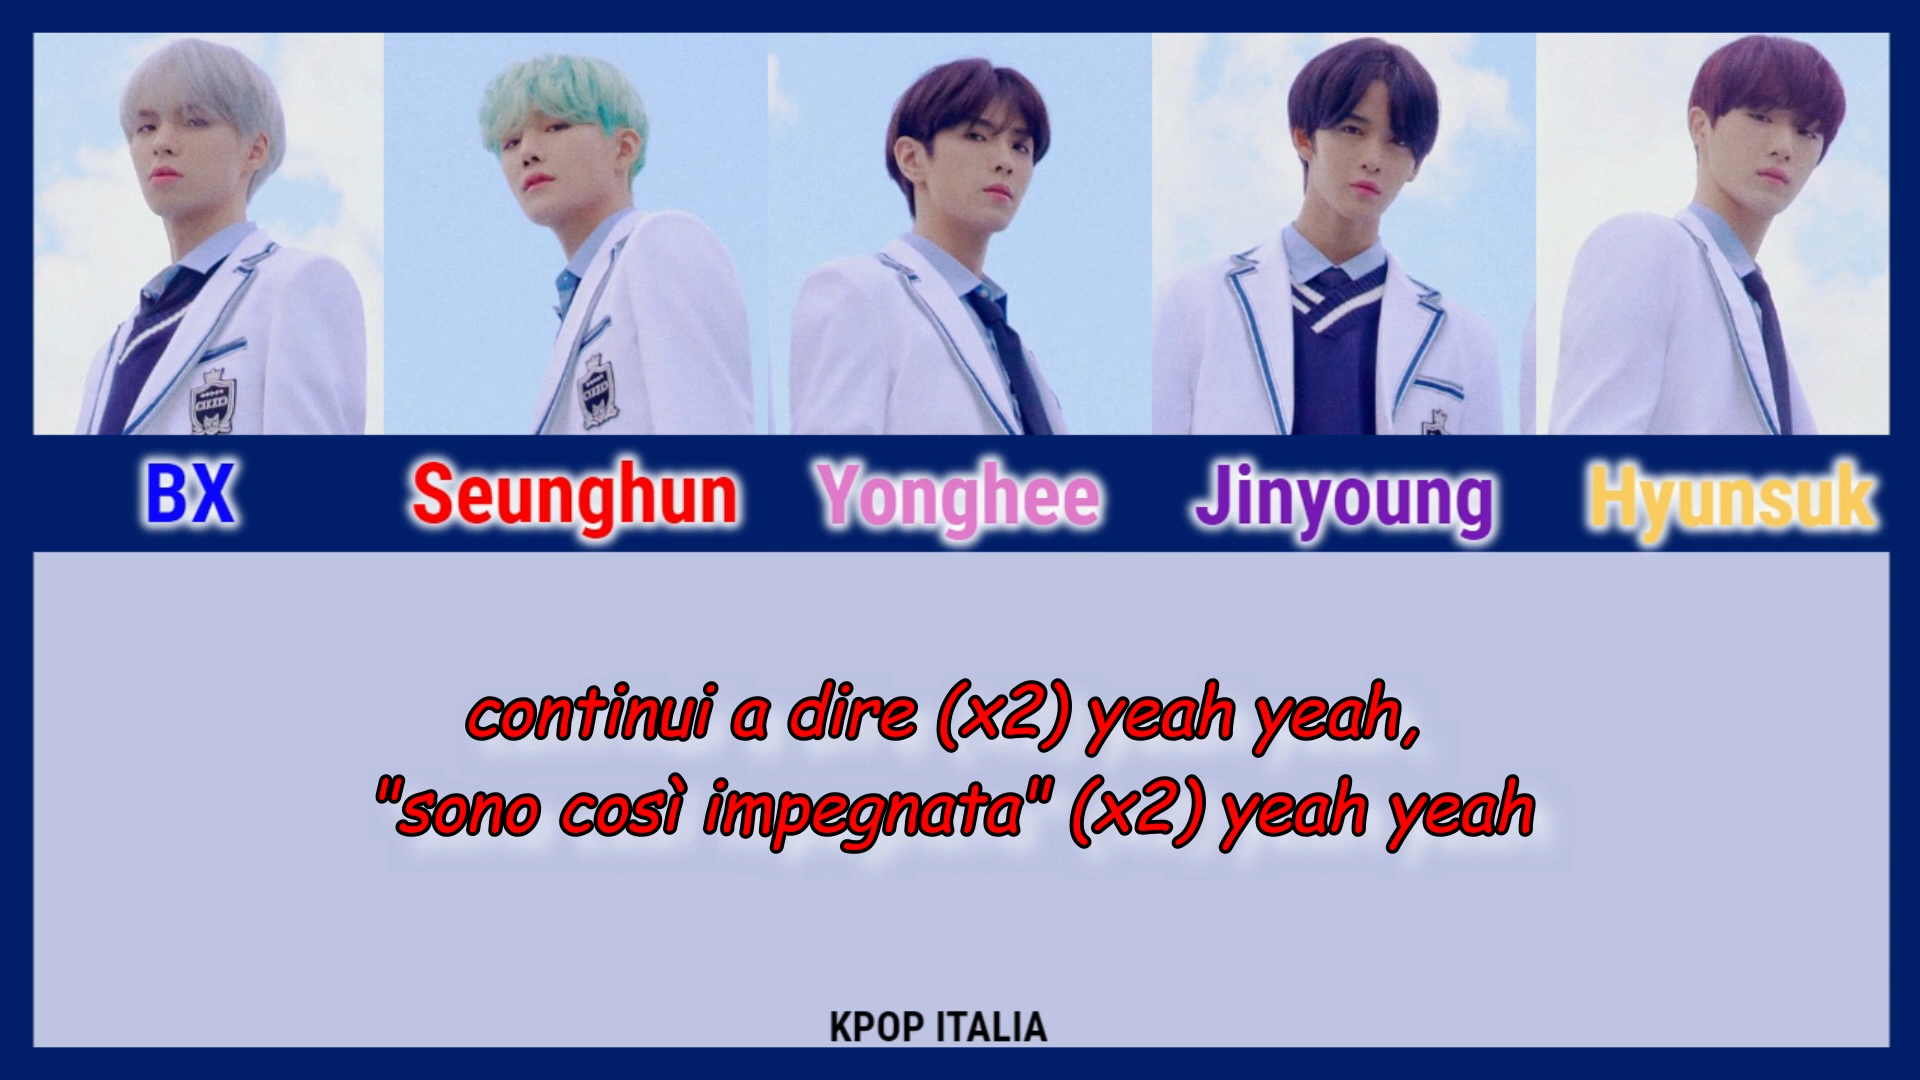 BX Seunghun Yonghee Jinyoung Hyunsuk
continui a dire (x2) yeah yeah,
"sono così impegnata" (x2) yeah yeah
KPOP ITALIA